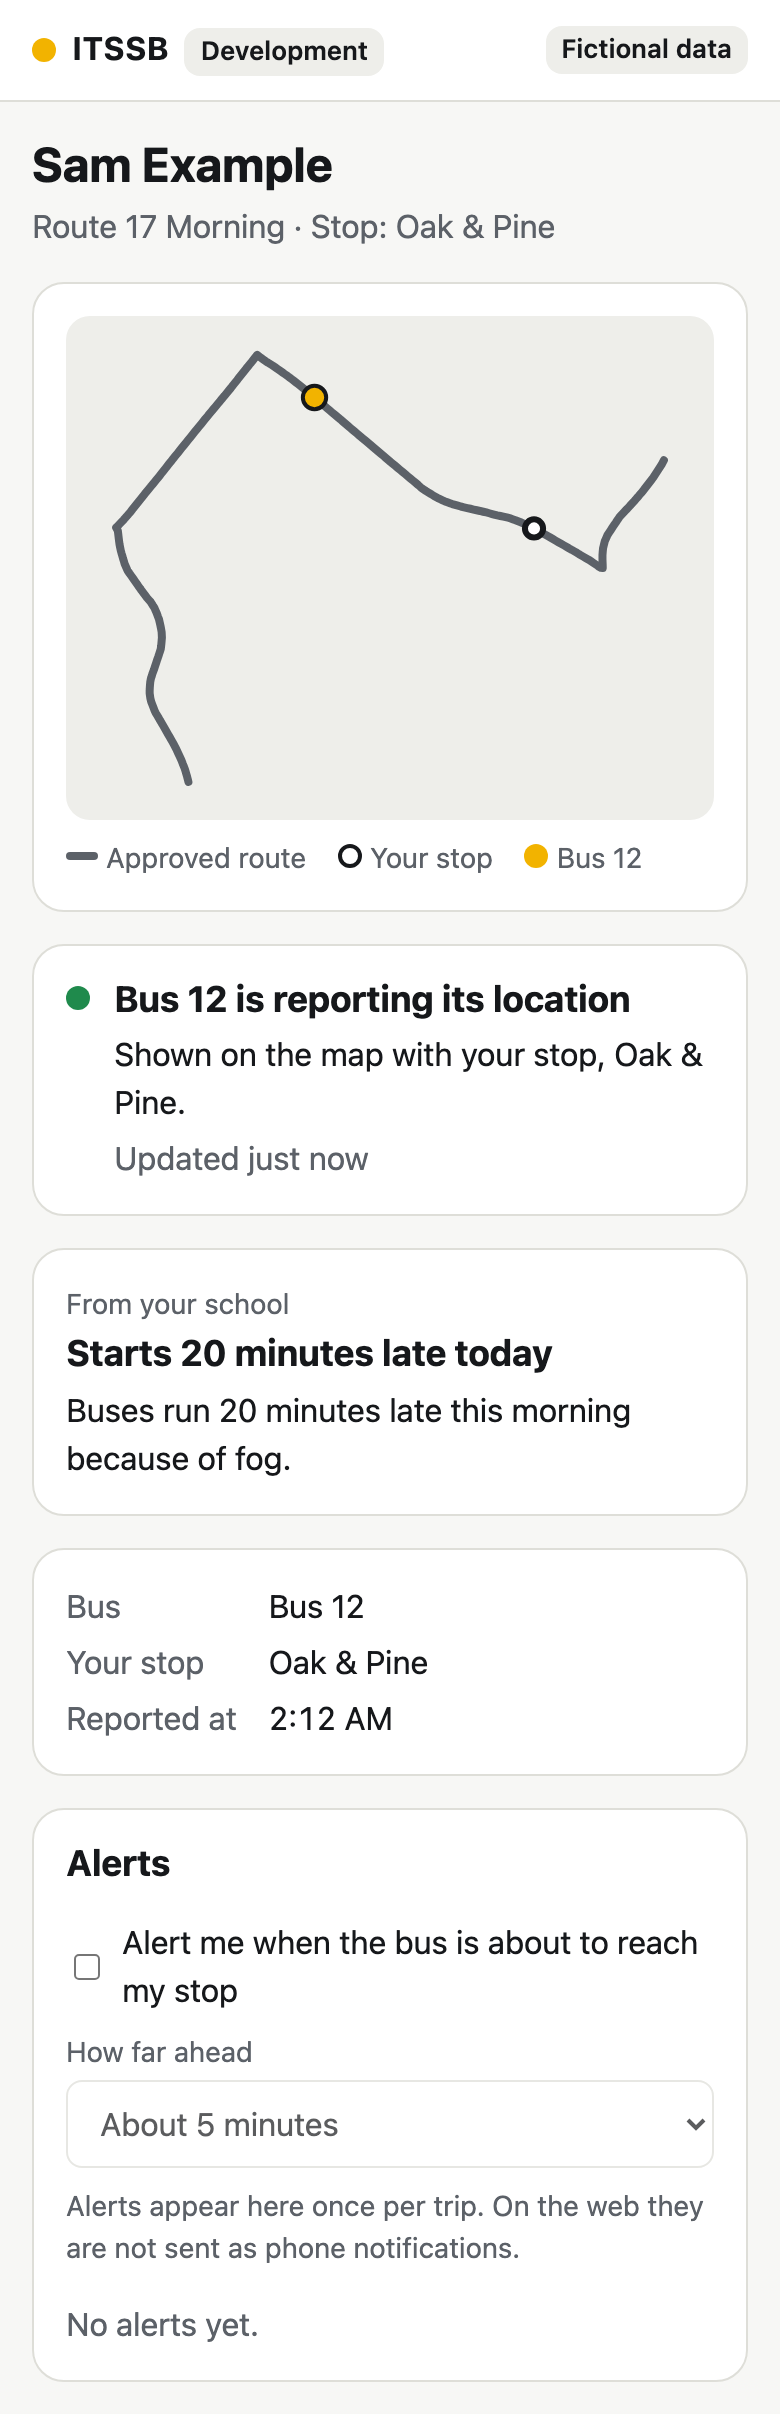 ITSSB
Development
Fictional data
Sam Example
Route 17 Morning · Stop: Oak & Pine
Approved route
Your stop
Bus 12
Bus 12 is reporting its location
Shown on the map with your stop, Oak &
Pine.
Updated just now
From your school
Starts 20 minutes late today
Buses run 20 minutes late this morning
because of fog.
Bus Bus 12
Your stop Oak & Pine
Reported at 2:12 AM
Alerts
Alert me when the bus is about to reach
my stop
How far ahead
About 5 minutes
Alerts appear here once per trip. On the web they
are not sent as phone notifications.
No alerts yet.